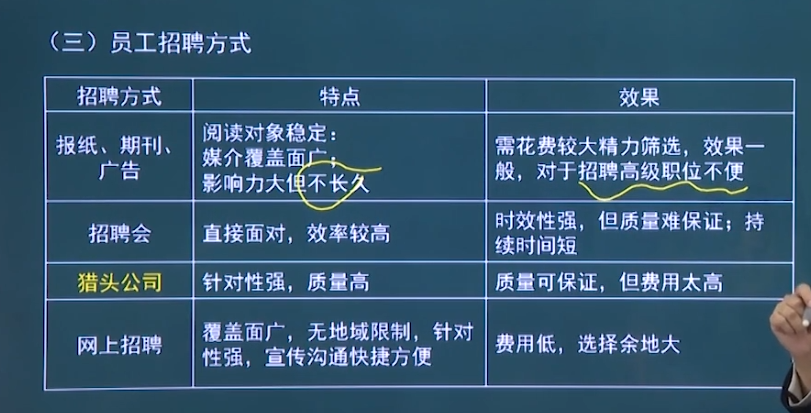 （三）员工招聘方式
招聘方式 特点 效果
报纸、期刊、
广告
阅读对象稳定：
媒介覆盖面广；
影响力大但不长久
需花费较大精力筛选，效果一
般，对于招聘高级职位不便
招聘会
直接面对，效率较高
时效性强，但质量难保证；持
续时间短
猎头公司 针对性强，质量高 质量可保证，但费用太高
网上招聘
覆盖面广，无地域限制，针对
性强，宣传沟通快捷方便
费用低，选择余地大